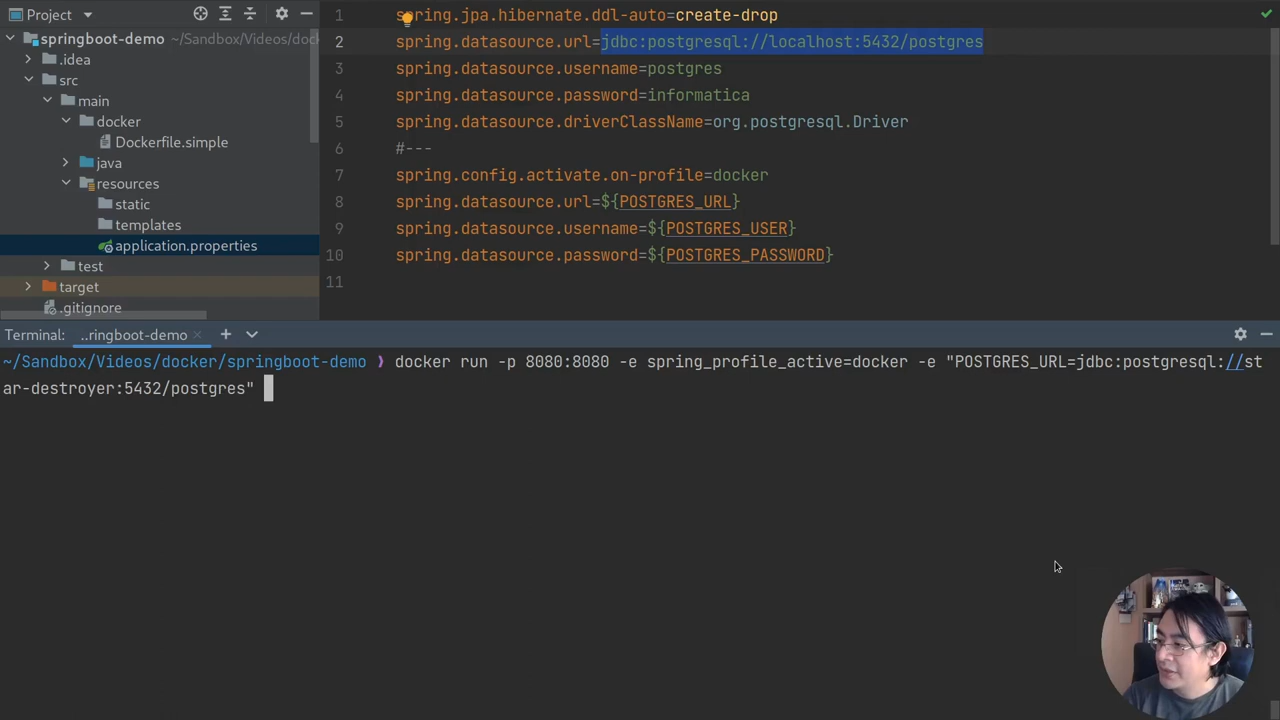 Project
springboot-demo ~/Sandbox/Videos/dock
.idea
src
main
docker
Dockerfile.simple
java
resources
static
templates
application.properties
test
target
.gitignore
1 spring.jpa.hibernate.ddl-auto=create-drop
2 spring.datasource.url=jdbc:postgresql://localhost:5432/postgres
3 spring.datasource.username=postgres
4 spring.datasource.password=informatica
5 spring.datasource.driverClassName=org.postgresql.Driver
6 #---
7 spring.config.activate.on-profile=docker
8 spring.datasource.url=${POSTGRES_URL}
9 spring.datasource.username=${POSTGRES_USER}
10 spring.datasource.password=${POSTGRES_PASSWORD}
11
Terminal: ..ringboot-demo
~/Sandbox/Videos/docker/springboot-demo ❯ docker run -p 8080:8080 -e spring_profile_active=docker -e "POSTGRES_URL=jdbc:postgresql://st
ar-destroyer:5432/postgres"